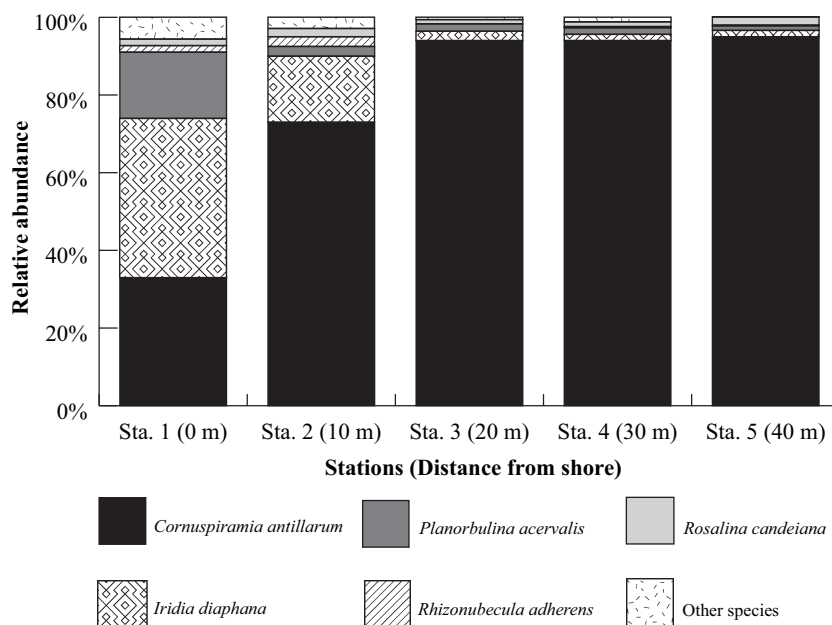 100%
80%
60%
40%
20%
0%
Relative abundance
Sta. 1 (0 m) Sta. 2 (10 m) Sta. 3 (20 m) Sta. 4 (30 m) Sta. 5 (40 m)
Stations (Distance from shore)
Cornuspiramia antillarum Planorbulina acervalis Rosalina candeiana
Iridia diaphana Rhizonubecula adherens Other species